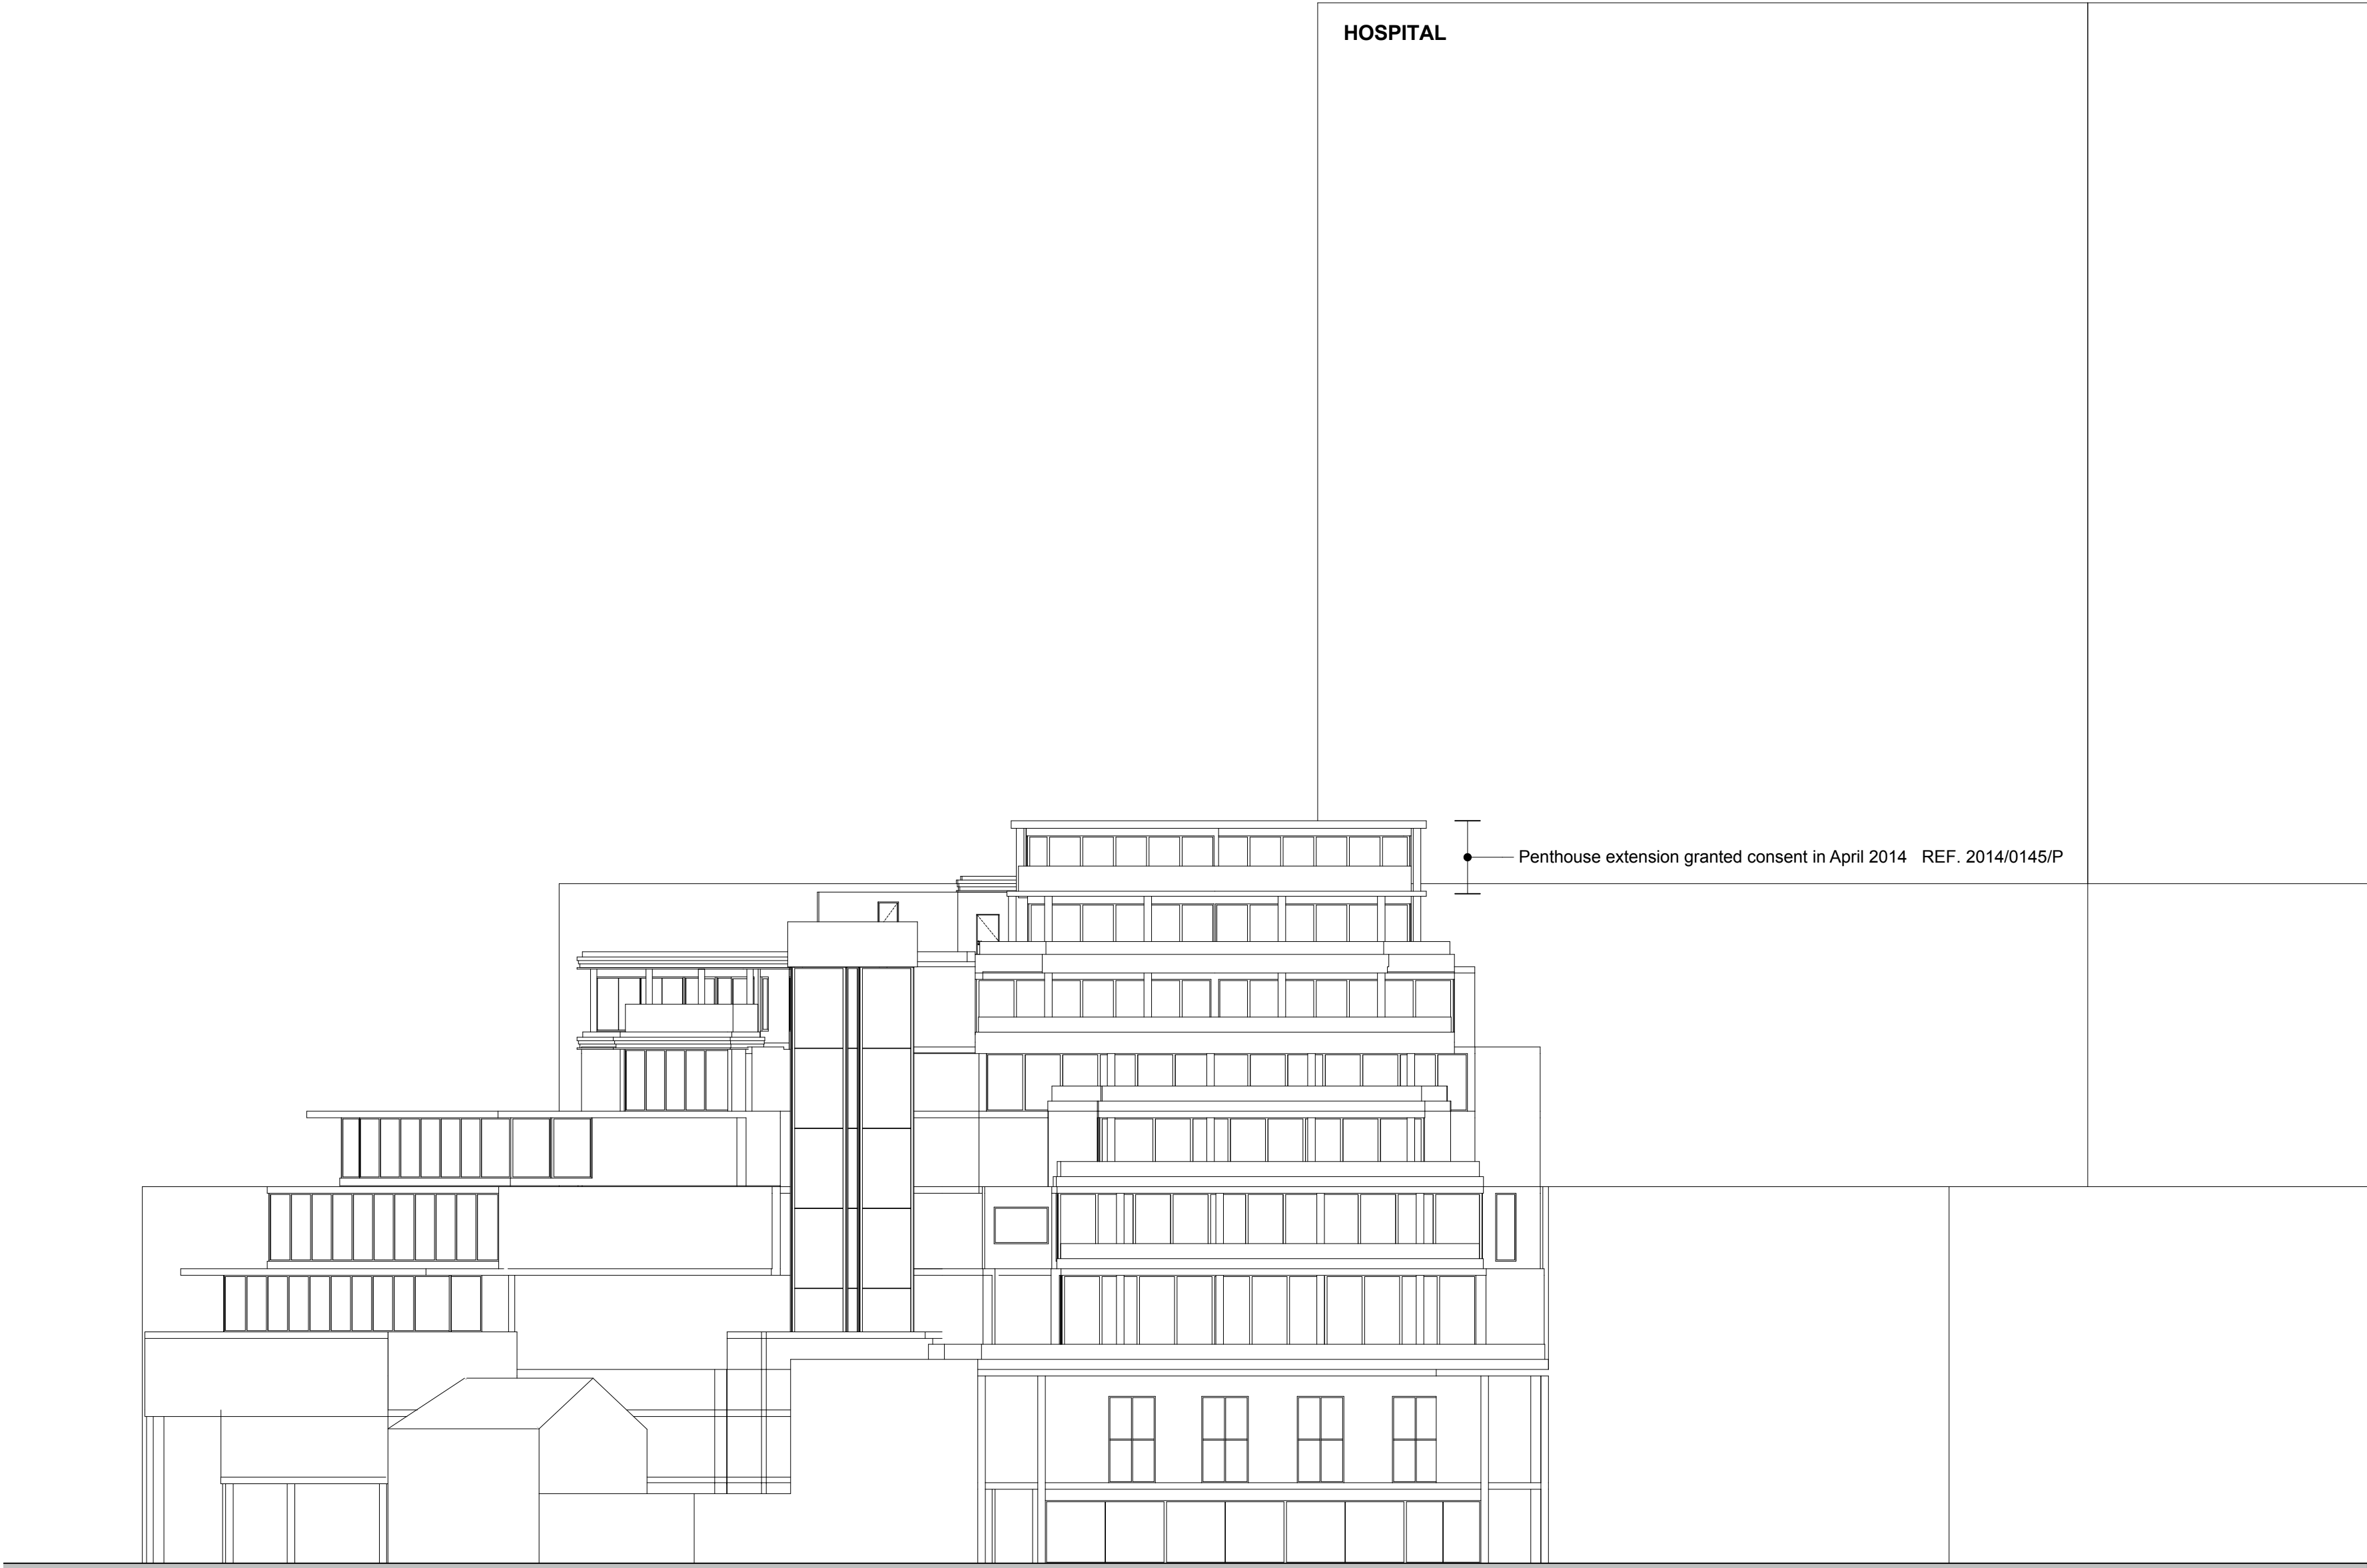 HOSPITAL
Penthouse extension granted consent in April 2014 REF. 2014/0145/P